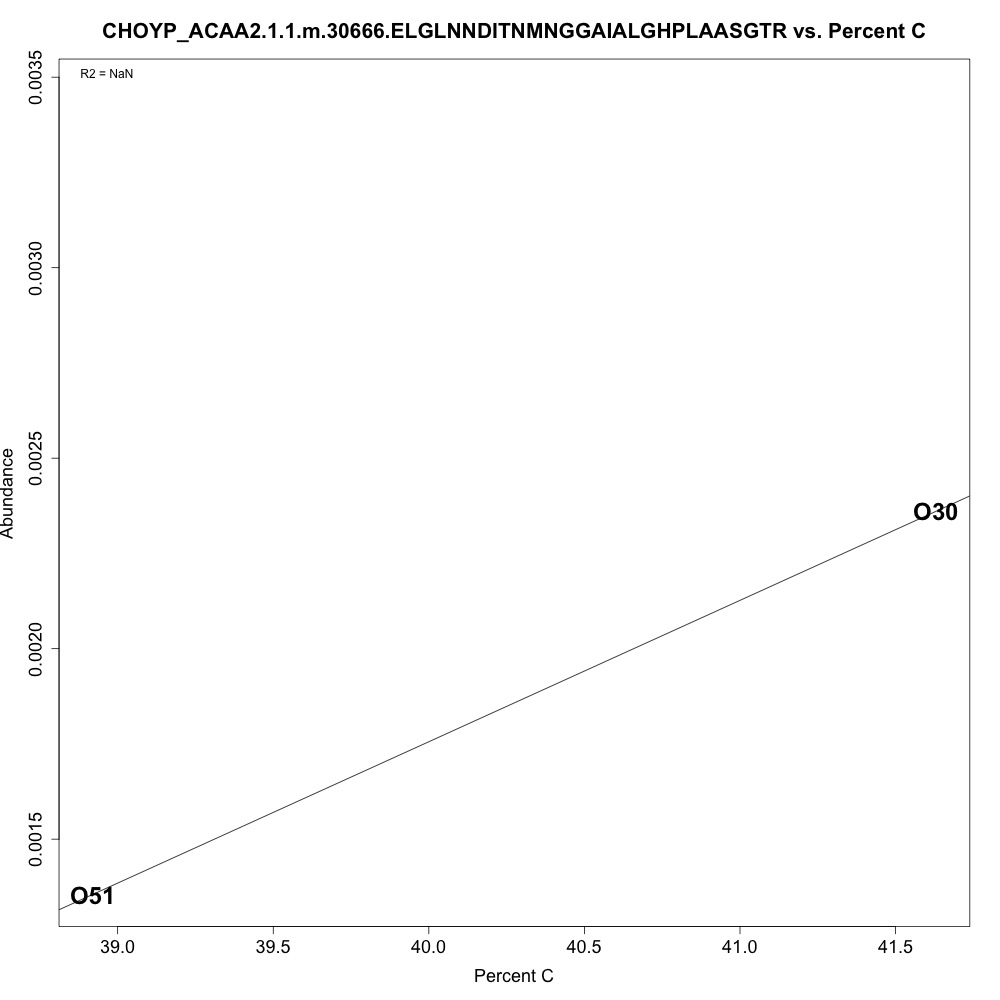 CHOYP_ACAA2.1.1.m.30666.ELGLNNDITNMNGGAIALGHPLAASGTR vs. Percent C
R2 = NaN
0.0035
0.0030
0.0025
0.0020
0.0015
Abundance
O30
O51
39.0 39.5 40.0 40.5 41.0 41.5
Percent C